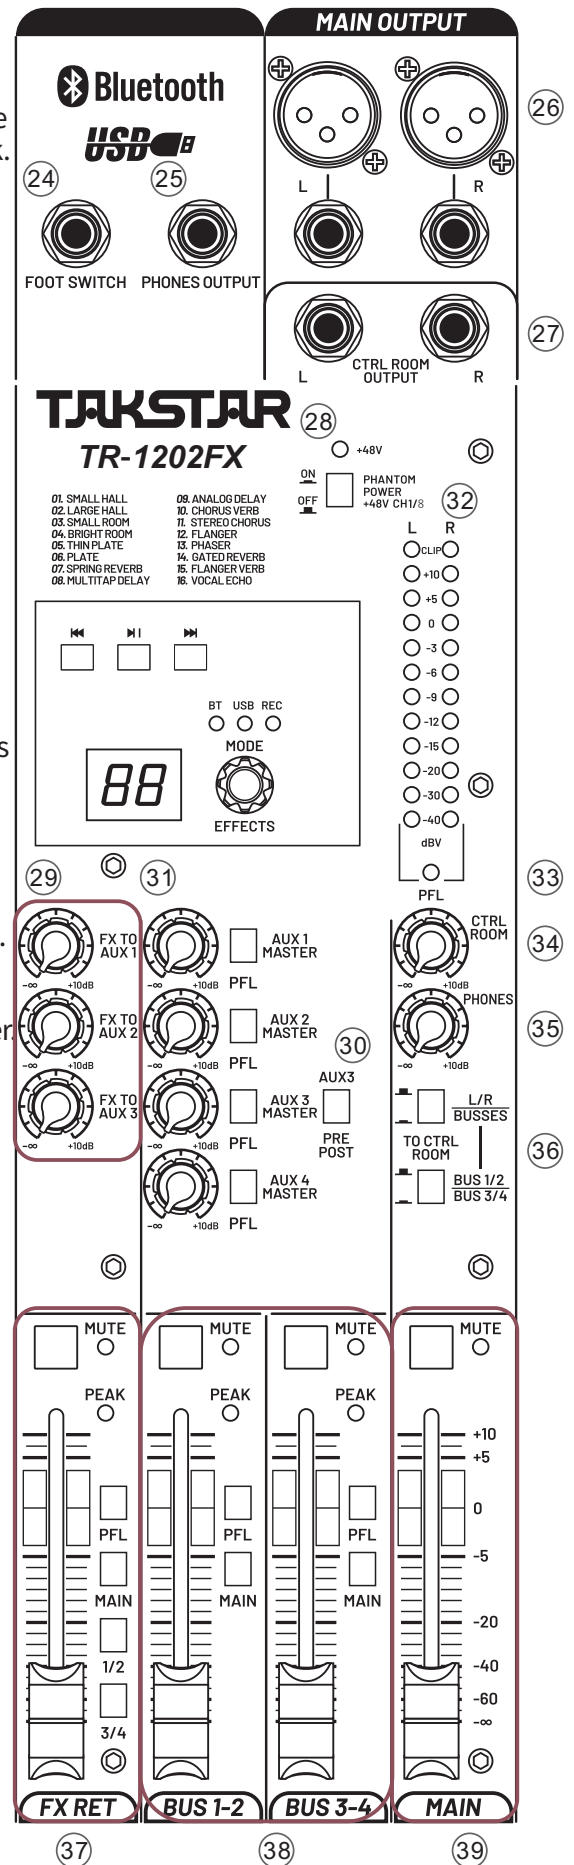 MAIN OUTPUT
Bluetooth
USB
e
k.
24
25
26
L
R
FOOT SWITCH
PHONES OUTPUT
27
L
CTRL ROOM
OUTPUT
R
TAKSTAR
TR-1202FX
28
+48V
ON
OFF
PHANTOM
POWER
+48V CH1/8
32
01. SMALL HALL
02. LARGE HALL
03. SMALL ROOM
04. BRIGHT ROOM
05. THIN PLATE
06. PLATE
07. SPRING REVERB
08. MULTITAP DELAY
09. ANALOG DELAY
10. CHORUS VERB
11. STEREO CHORUS
12. FLANGER
13. PHASER
14. GATED REVERB
15. FLANGER VERB
16. VOCAL ECHO
L
R
CLIP
+10
+5
0
-3
-6
-9
-12
-15
-20
-30
-40
dBV
PFL
BT USB REC
MODE
88
EFFECTS
s
29
31
33
FX TO
AUX 1
-∞ +10dB
AUX 1
MASTER
-∞ +10dB
PFL
CTRL
ROOM
-∞ +10dB
34
.
FX TO
AUX 2
-∞ +10dB
AUX 2
MASTER
-∞ +10dB
PFL
PHONES
-∞ +10dB
35
er.
30
FX TO
AUX 3
-∞ +10dB
AUX 3
MASTER
-∞ +10dB
PFL
AUX3
PRE
POST
L/R
BUSSES
TO CTRL
ROOM
36
AUX 4
MASTER
-∞ +10dB
PFL
BUS 1/2
BUS 3/4
MUTE
MUTE
MUTE
MUTE
PEAK
PEAK
PEAK
+10
+5
0
-5
-20
-40
-60
-∞
PFL
MAIN
1/2
3/4
PFL
MAIN
PFL
MAIN
FX RET
BUS 1-2
BUS 3-4
MAIN
37
38
39